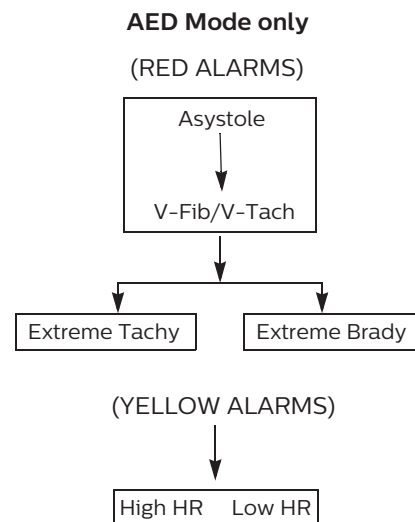 AED Mode only
(RED ALARMS)
Asystole
V-Fib/V-Tach
Extreme Tachy
Extreme Brady
(YELLOW ALARMS)
High HR Low HR